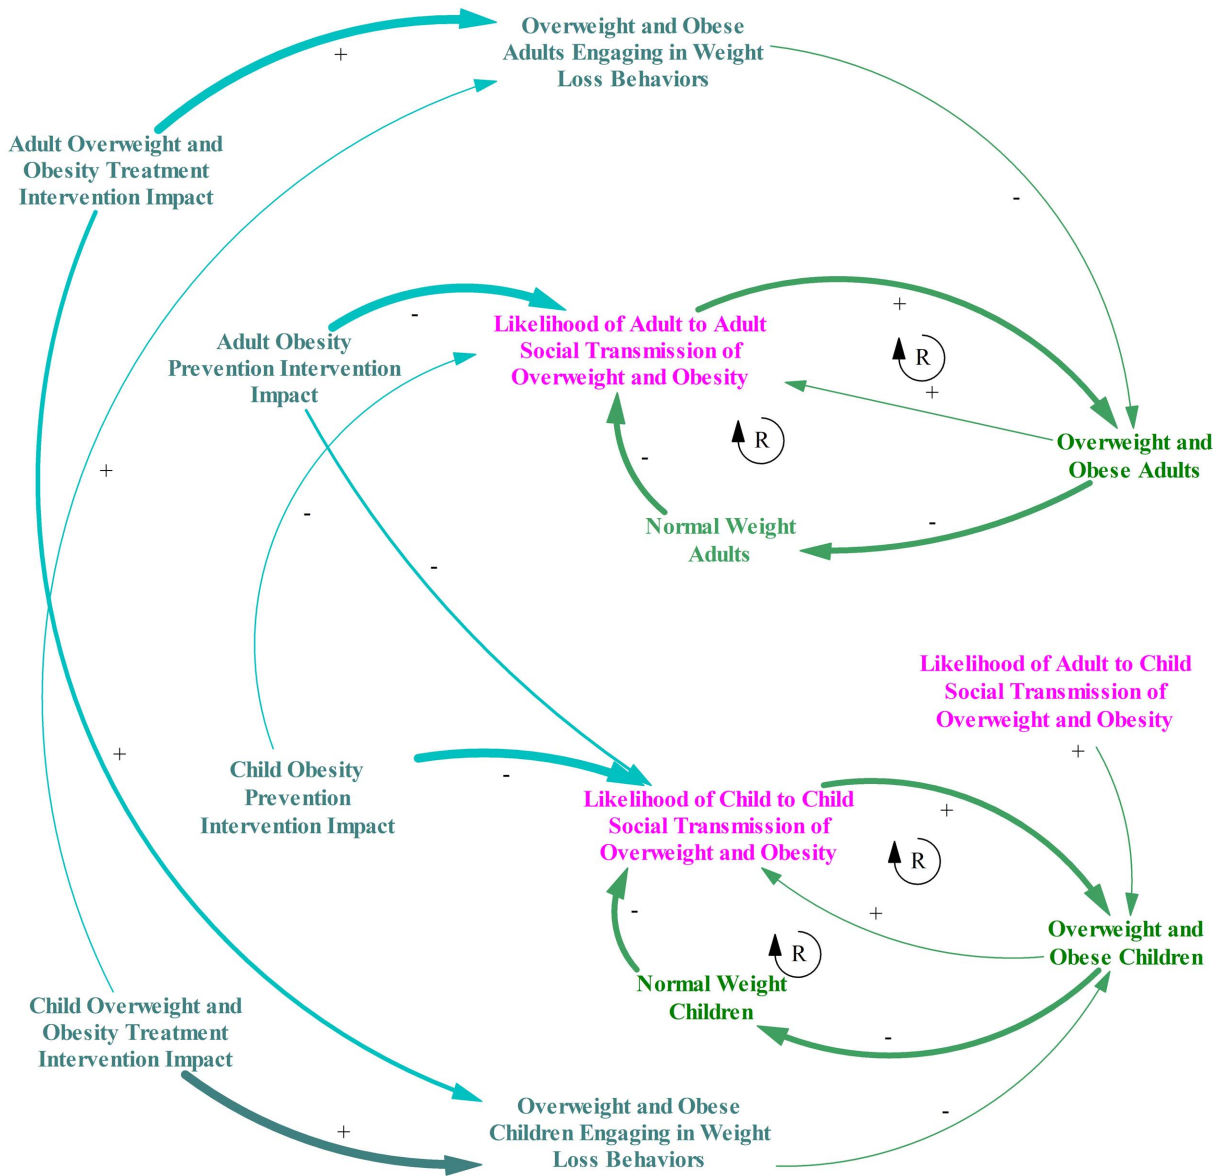 Overweight and Obese
Adults Engaging in Weight
Loss Behaviors
+
Adult Overweight and
Obesity Treatment
Intervention Impact
-
+
-
Likelihood of Adult to Adult
Social Transmission of
Overweight and Obesity
Adult Obesity
Prevention Intervention
Impact
R
+
R
Overweight and
Obese Adults
-
+
-
Normal Weight
Adults
-
-
Likelihood of Adult to Child
Social Transmission of
Overweight and Obesity
+
+
Child Obesity
Prevention
Intervention Impact
-
Likelihood of Child to Child
Social Transmission of
Overweight and Obesity
+
R
-
+
Overweight and
Obese Children
R
Normal Weight
Children
Child Overweight and
Obesity Treatment
Intervention Impact
-
+
Overweight and Obese
Children Engaging in Weight
Loss Behaviors
-